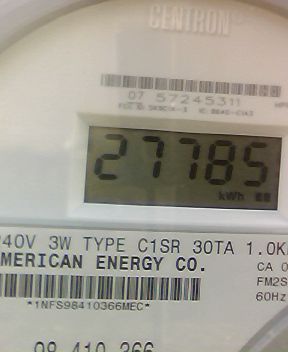 CENTRON
07 57245311
27785
kWh
240V 3W TYPE C1SR 30TA 1.0K
AMERICAN ENERGY CO.
CA 0
FM2S
60Hz
*1NFS98410366MEC*
98 410 366